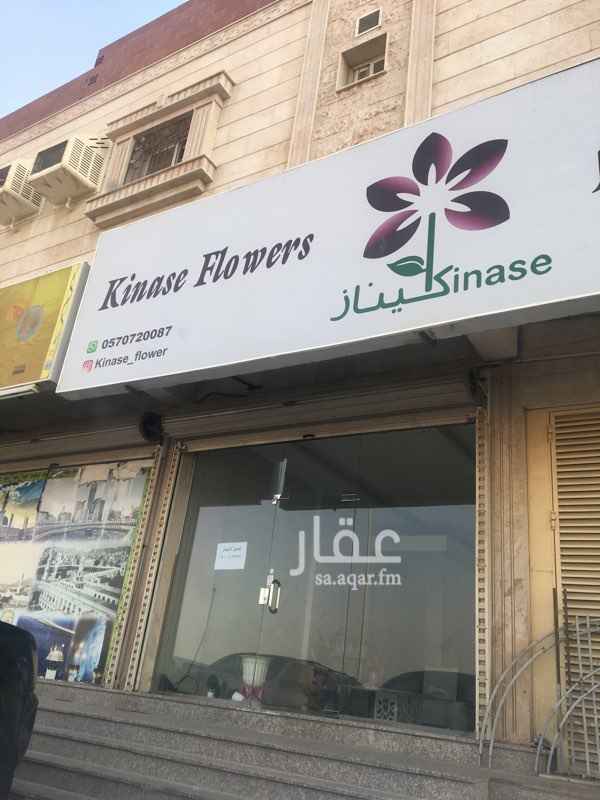 Kinase Flowers
0570720087
Kinase_flower
كيناز
Kinase
عقار
sa.aqar.fm